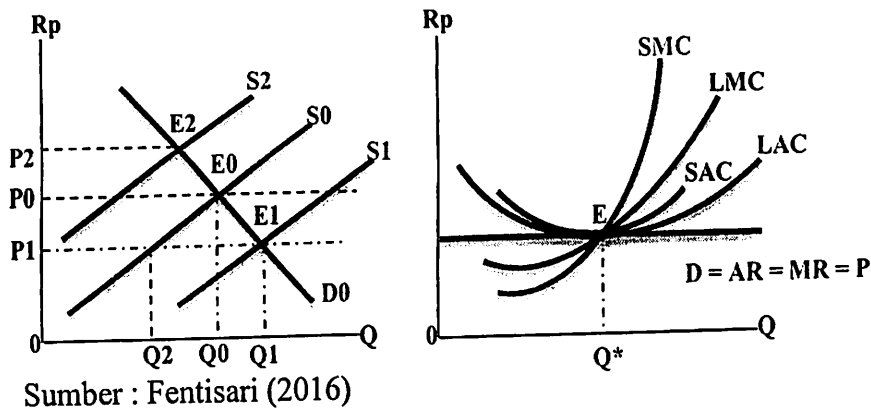 Rp
S2
E2
S0
P2
E0
S1
P0
E1
P1
D0
0
Q2 Q0 Q1
Q
Rp
SMC
LMC
LAC
SAC
E
D = AR = MR = P
0
Q
Q*
Sumber : Fentisari (2016)